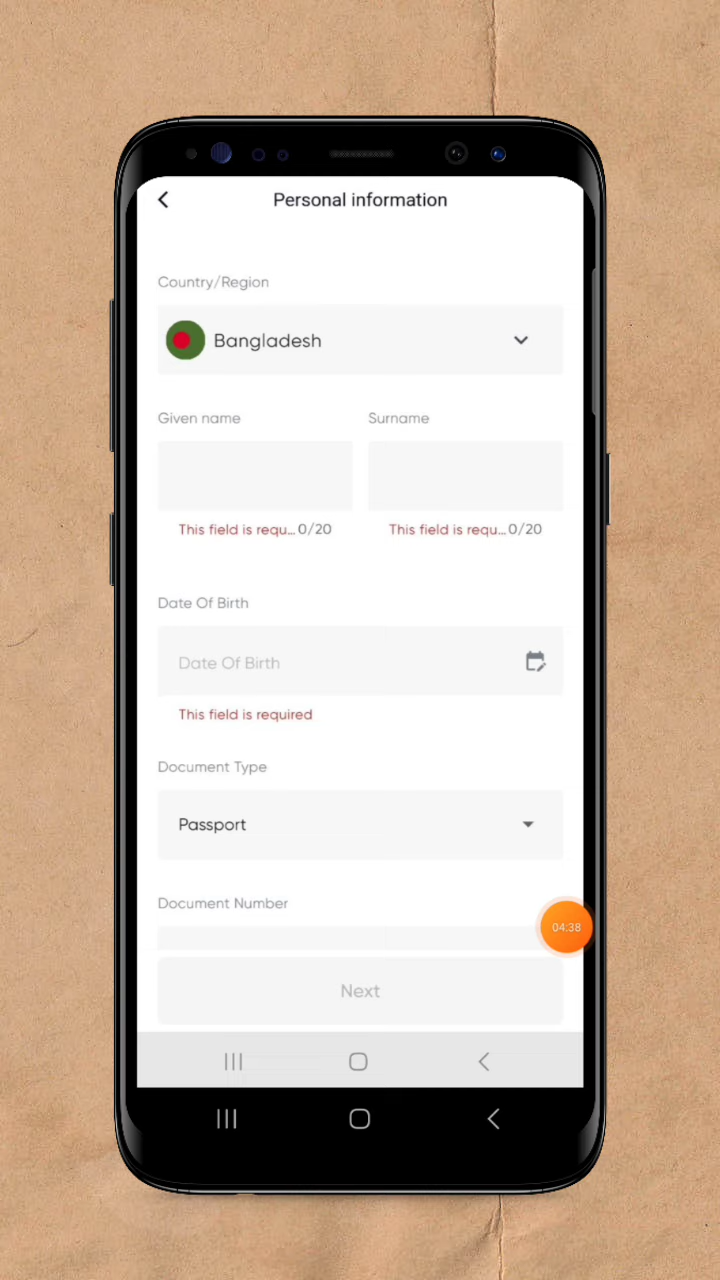 Personal information
Country/Region
Bangladesh
Given name Surname
This field is requ... 0/20 This field is requ... 0/20
Date Of Birth
Date Of Birth
This field is required
Document Type
Passport
Document Number
04:38
Next